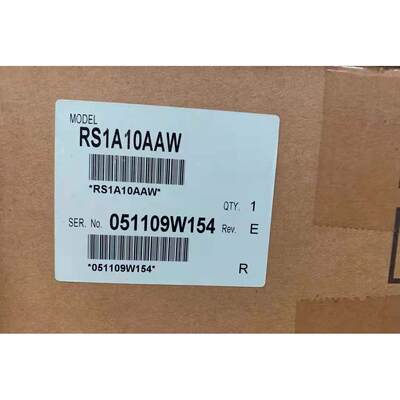 MODEL
RS1A10AAW
*RS1A10AAW*
QTY. 1
SER. No. 051109W154 Rev. E
*051109W154*
R